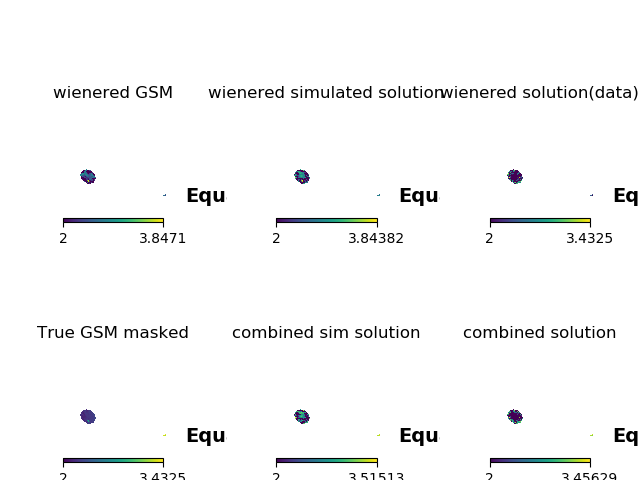 wienered GSM wienered simulated solution wienered solution(data)
Equ Equ Eq
2 3.8471 2 3.84382 2 3.4325
True GSM masked combined sim solution combined solution
Equ Equ Eq
2 3.4325 2 3.51513 2 3.45629